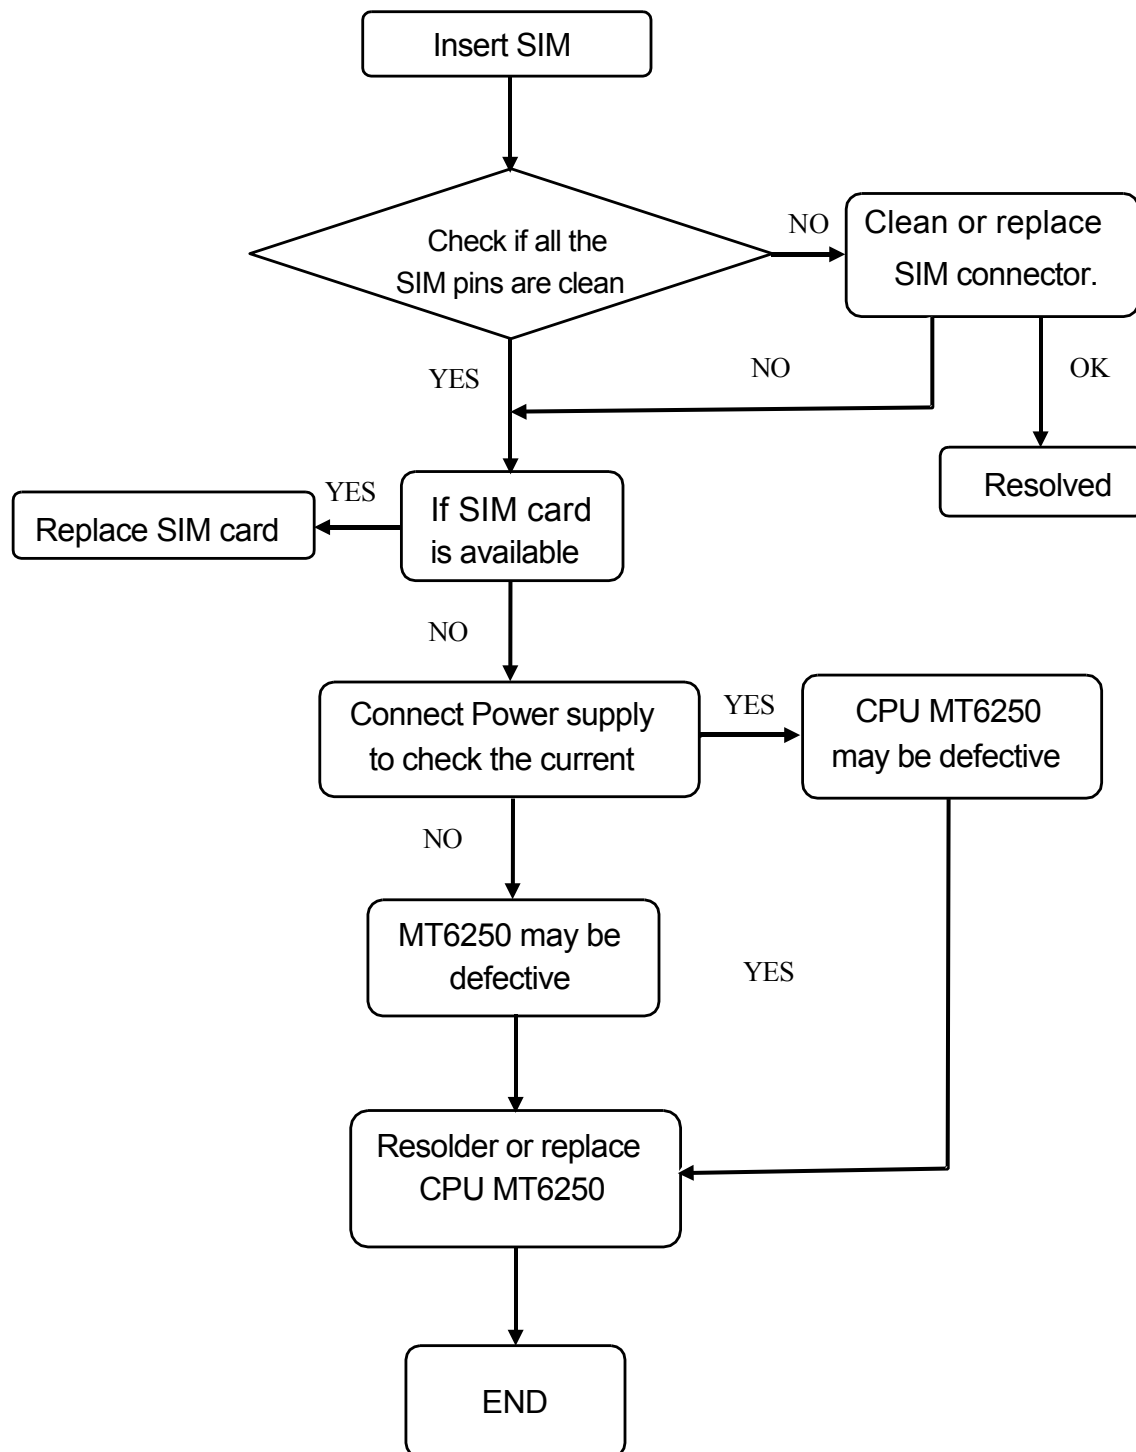 Insert SIM
Check if all the
SIM pins are clean
NO
Clean or replace
SIM connector.
YES
NO
OK
Resolved
YES
Replace SIM card
If SIM card
is available
NO
Connect Power supply
to check the current
YES
CPU MT6250
may be defective
NO
MT6250 may be
defective
YES
Resolder or replace
CPU MT6250
END